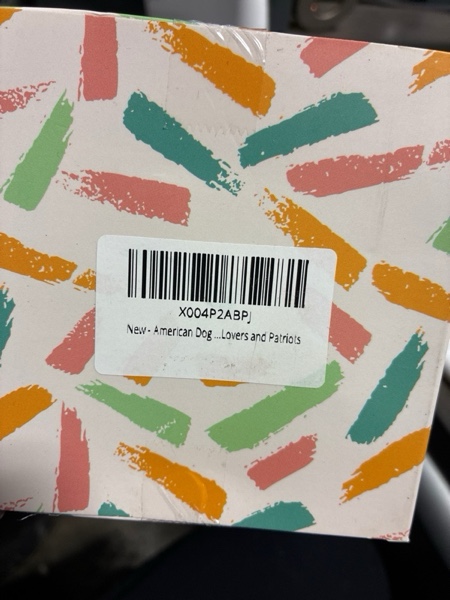 X004P2ABPJ
New - American Dog ...Lovers and Patriots